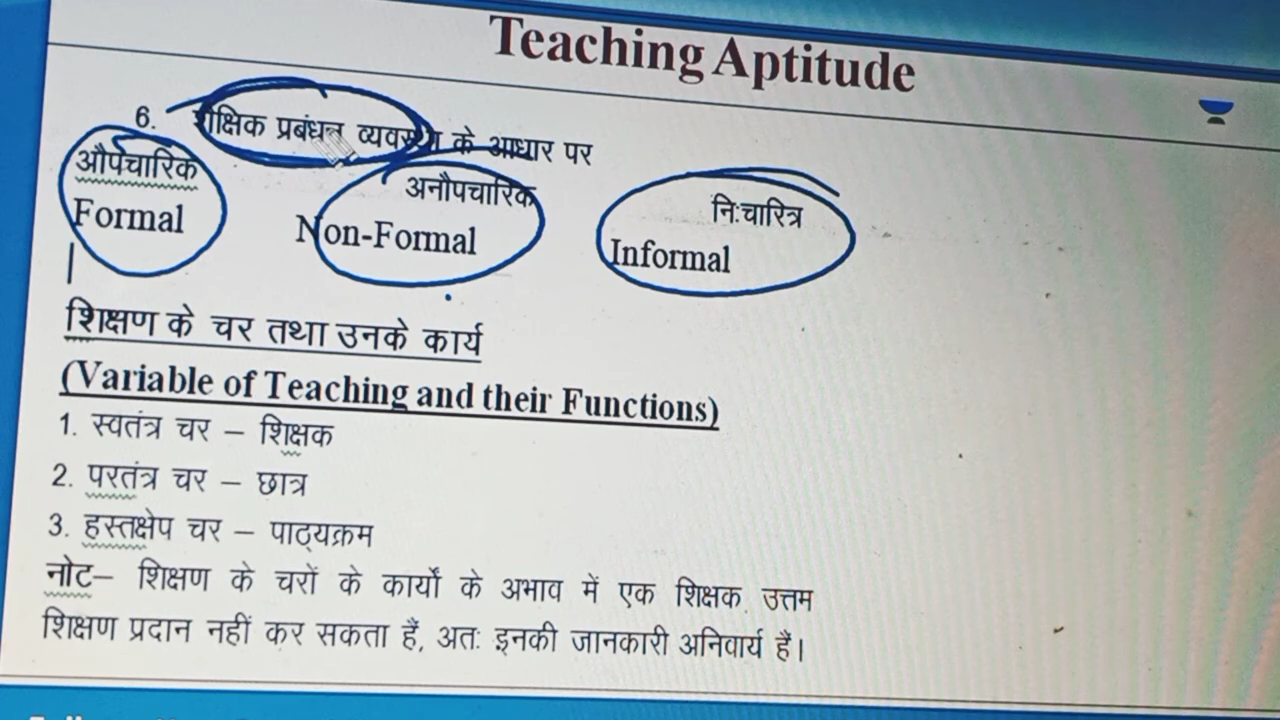 Teaching Aptitude
6. शैक्षिक प्रबंधन व्यवस्था के आधार पर
औपचारिक अनौपचारिक निःचारित्र
Formal Non-Formal Informal
शिक्षण के चर तथा उनके कार्य
(Variable of Teaching and their Functions)
1. स्वतंत्र चर – शिक्षक
2. परतंत्र चर – छात्र
3. हस्तक्षेप चर – पाठ्यक्रम
नोट– शिक्षण के चरों के कार्यों के अभाव में एक शिक्षक उत्तम
शिक्षण प्रदान नहीं कर सकता हैं, अतः इनकी जानकारी अनिवार्य हैं।